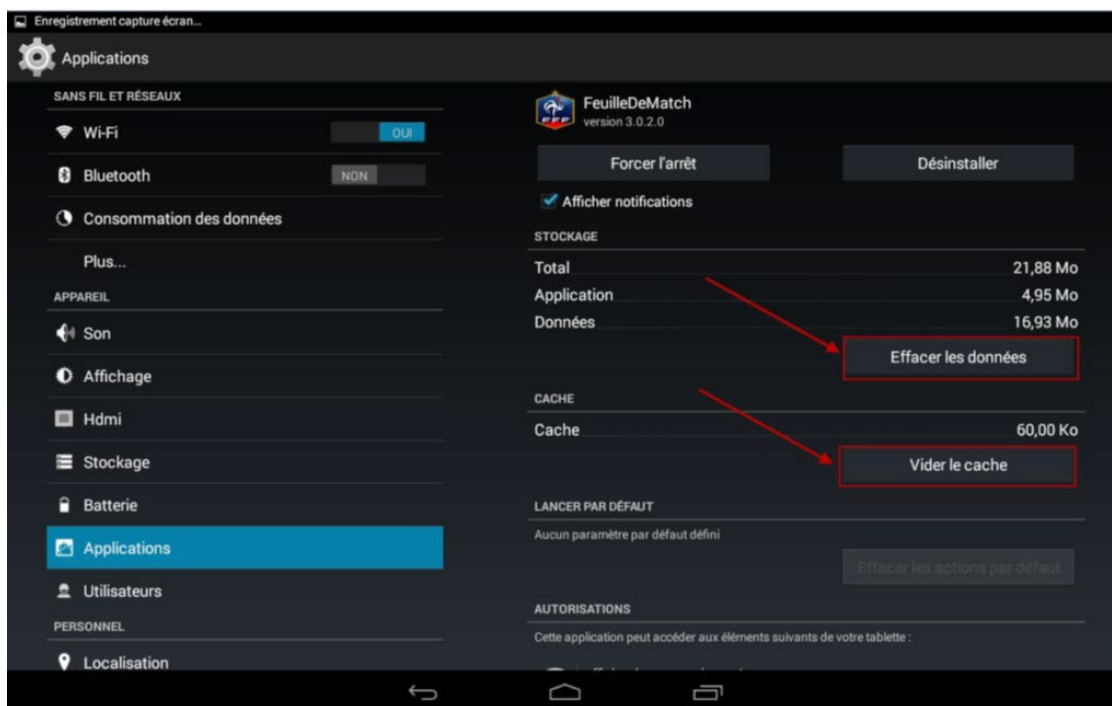 Enregistrement capture écran...
Applications
SANS FIL ET RÉSEAUX
Wi-Fi
OUI
Bluetooth
NON
Consommation des données
Plus...
APPAREIL
Son
Affichage
Hdmi
Stockage
Batterie
Applications
Utilisateurs
PERSONNEL
Localisation
FeuilleDeMatch
version 3.0.2.0
Forcer l'arrêt
Désinstaller
Afficher notifications
STOCKAGE
Total 21,88 Mo
Application 4,95 Mo
Données 16,93 Mo
Effacer les données
CACHE
Cache 60,00 Ko
Vider le cache
LANCER PAR DÉFAUT
Aucun paramètre par défaut défini
Effacer les actions par défaut
AUTORISATIONS
Cette application peut accéder aux éléments suivants de votre tablette :